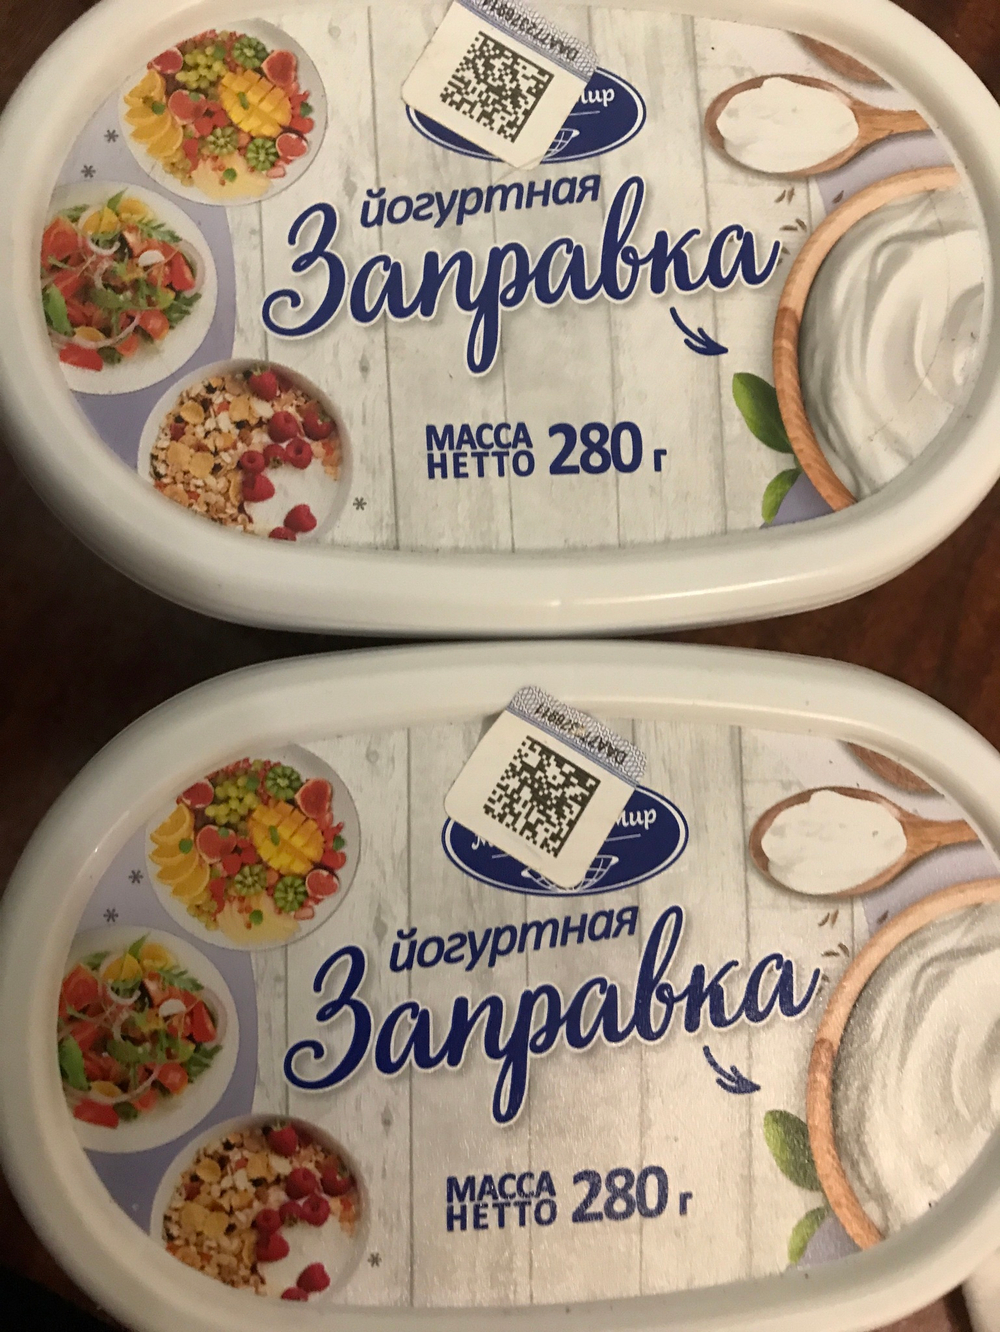 йогуртная
Заправка
МАССА
НЕТТО 280 г
йогуртная
Заправка
МАССА
НЕТТО 280 г